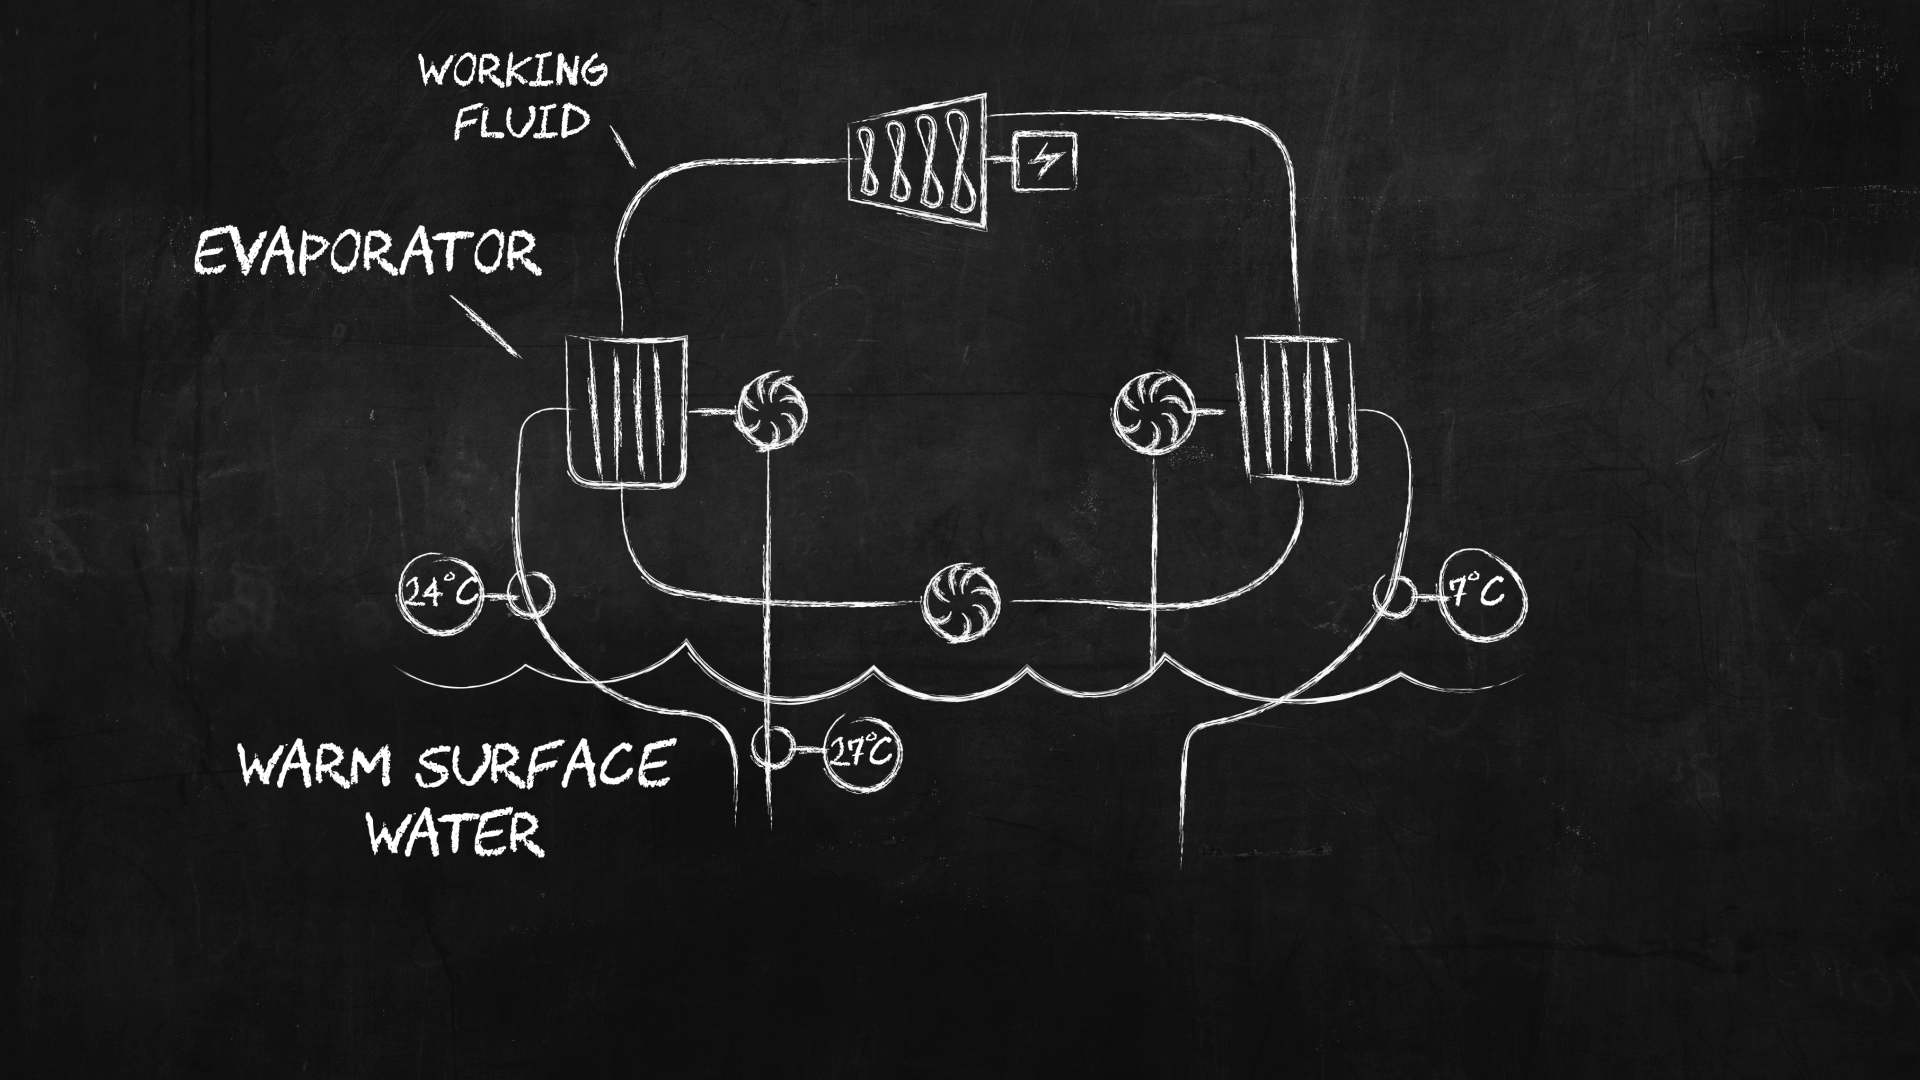 WORKING
FLUID
EVAPORATOR
24°C
7°C
WARM SURFACE
WATER
27°C